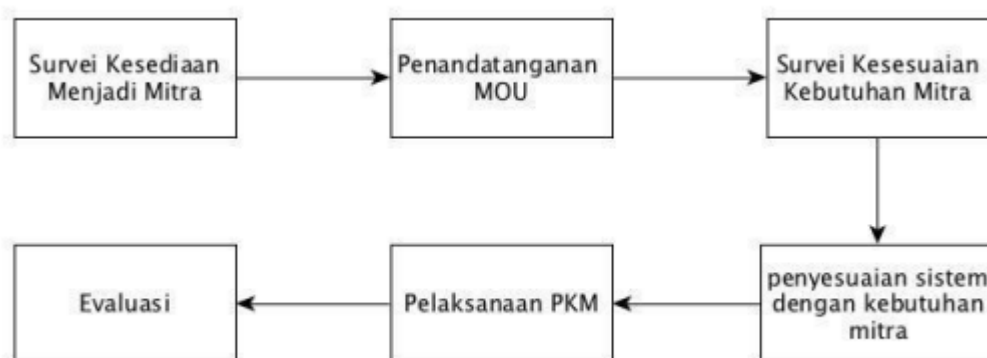 Survei Kesediaan
Menjadi Mitra
Penandatanganan
MOU
Survei Kesesuaian
Kebutuhan Mitra
penyesuaian sistem
dengan kebutuhan
mitra
Pelaksanaan PKM
Evaluasi